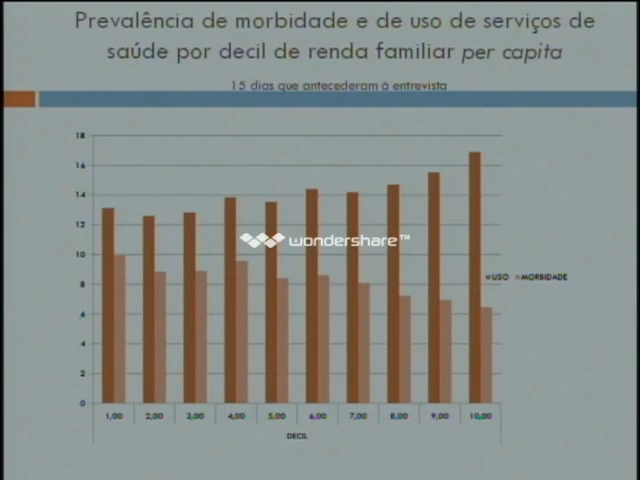 Prevalência de morbidade e de uso de serviços de
saúde por decil de renda familiar per capita
15 dias que antecederam à entrevista
18
16
14
12
10
8
6
4
2
0
wondershare™
USO MORBIDADE
1,00 2,00 3,00 4,00 5,00 6,00 7,00 8,00 9,00 10,00
DECIL